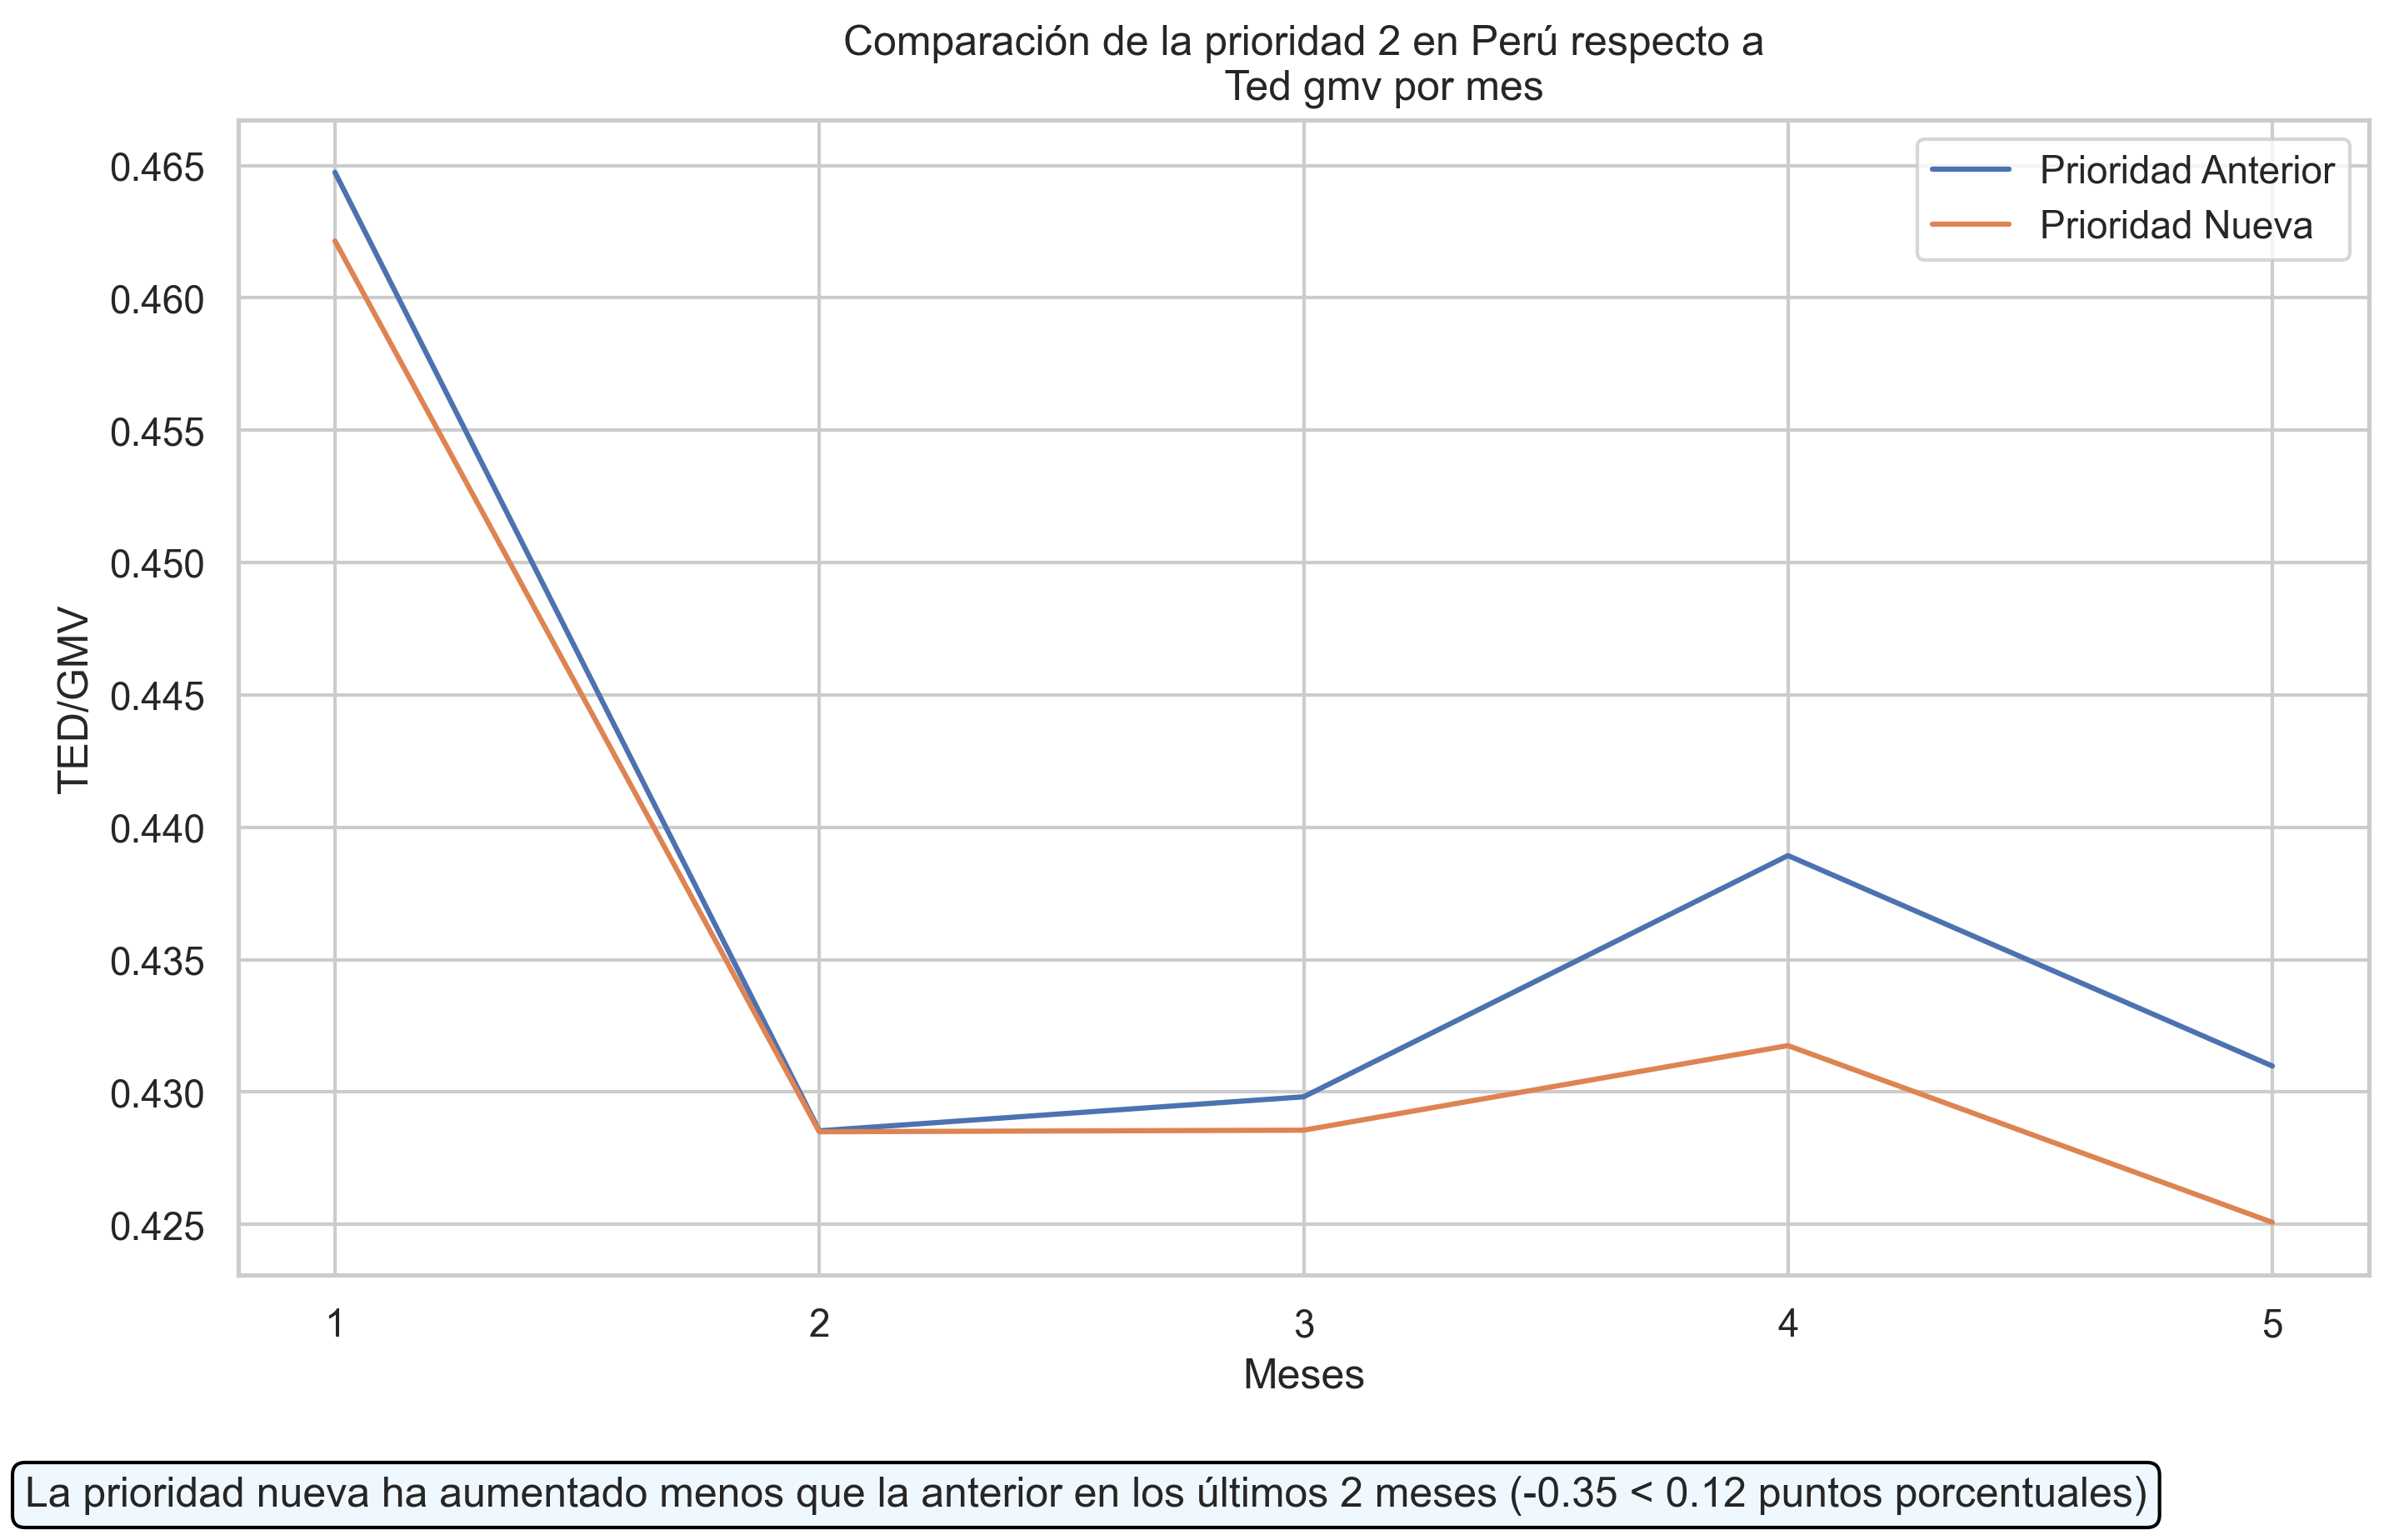 Comparación de la prioridad 2 en Perú respecto a
Ted gmv por mes
Prioridad Anterior
Prioridad Nueva
TED/GMV
0.465
0.460
0.455
0.450
0.445
0.440
0.435
0.430
0.425
1
2
3
4
5
Meses
La prioridad nueva ha aumentado menos que la anterior en los últimos 2 meses (-0.35 < 0.12 puntos porcentuales)